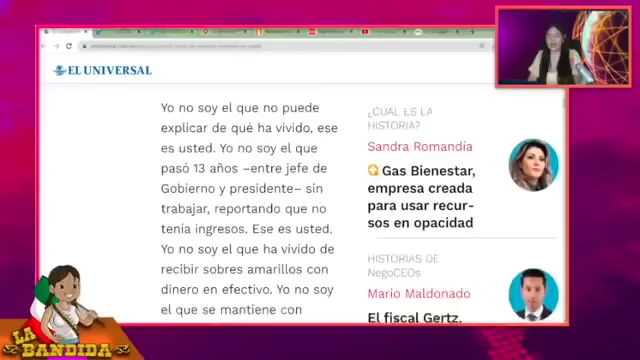 EL UNIVERSAL
Yo no soy el que no puede
explicar de qué ha vivido, ese
es usted. Yo no soy el que
pasó 13 años –entre jefe de
Gobierno y presidente– sin
trabajar, reportando que no
tenía ingresos. Ese es usted.
Yo no soy el que ha vivido de
recibir sobres amarillos con
dinero en efectivo. Yo no soy
el que se mantiene con
¿CUÁL ES LA
HISTORIA?
Sandra Romandía
Gas Bienestar,
empresa creada
para usar recur-
sos en opacidad
HISTORIAS DE
NegoCEOs
Mario Maldonado
El fiscal Gertz,
LA
BANDIDA